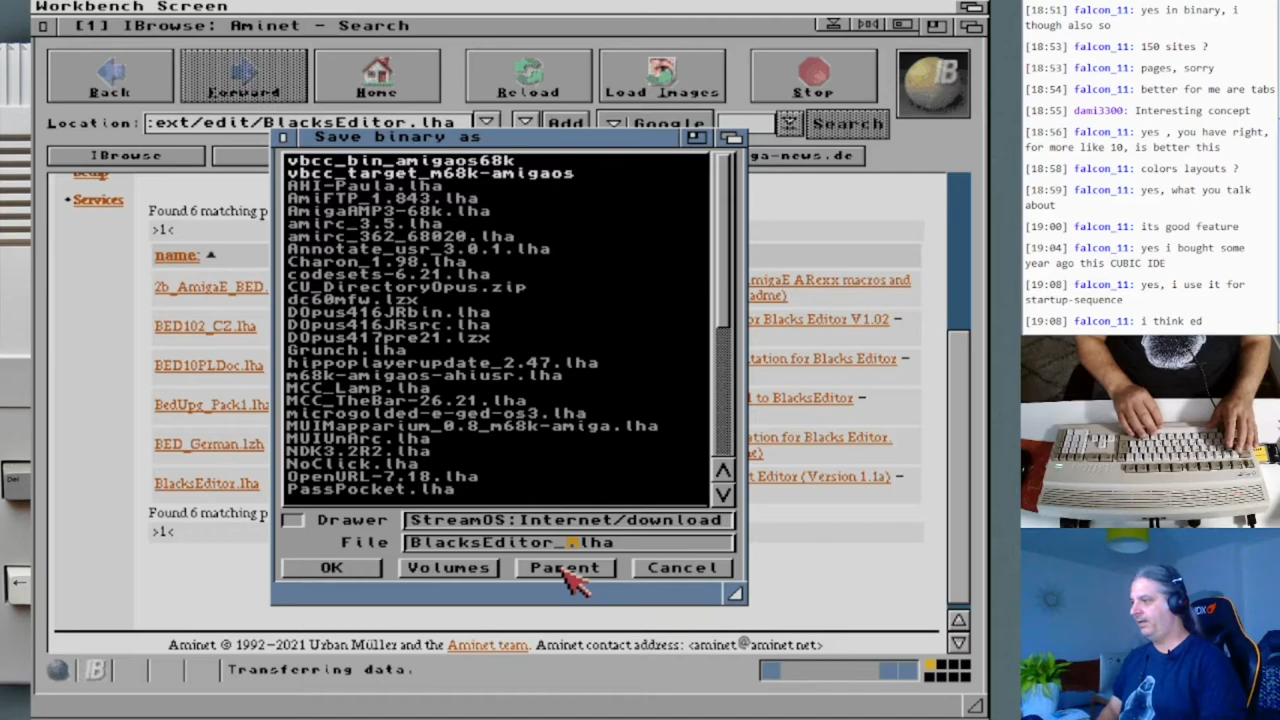 Workbench Screen
[1] IBrowse: Aminet - Search
Back
Forward
Home
Reload
Load Images
Stop
Location:
:ext/edit/BlacksEditor.lha
Add
Google
Search
IBrowse
ga-news.de
Services
Found 6 matching p
>1<
name:
2b_AmigaE_BED.
BED102_CZ.lha
BED10PLDoc.lha
BedUpg_Pack1.lha
BED_German.lzh
BlacksEditor.lha
Found 6 matching p
>1<
AmigaE ARexx macros and
adme)
or Blacks Editor V1.02 –
tation for Blacks Editor –
l to BlacksEditor –
for Blacks Editor.
me)
Editor (Version 1.1a) –
Save binary as
vbcc_bin_amigaos68k
vbcc_target_m68k-amigaos
AHI-Paula.lha
AmiFTP_1.843.lha
AmigaAMP3-68k.lha
amirc_3.5.lha
amirc_362_68020.lha
Annotate_usr_3.0.1.lha
Charon_1.98.lha
codesets-6.21.lha
CU_DirectoryOpus.zip
dc60mfw.lzx
DOpus416JRbin.lha
DOpus416JRsrc.lha
DOpus417pre21.lzx
Grunch.lha
hippoplayerupdate_2.47.lha
m68k-amigaos-ahiusr.lha
MCC_Lamp.lha
MCC_TheBar-26.21.lha
microgolded-e-ged-os3.lha
MUIMapparium_0.8_m68k-amiga.lha
MUIUnArc.lha
NDK3.2R2.lha
NoClick.lha
OpenURL-7.18.lha
PassPocket.lha
Drawer
StreamOS:Internet/download
File
BlacksEditor_.lha
OK
Volumes
Parent
Cancel
Aminet © 1992-2021 Urban Müller and the Aminet team. Aminet contact address: <aminet@aminet.net>
Transferring data.
[18:51] falcon_11: yes in binary, i
though also so
[18:53] falcon_11: 150 sites ?
[18:53] falcon_11: pages, sorry
[18:54] falcon_11: better for me are tabs
[18:55] dami3300: Interesting concept
[18:56] falcon_11: yes , you have right,
for more like 10, is better this
[18:58] falcon_11: colors layouts ?
[18:59] falcon_11: yes, what you talk
about
[19:00] falcon_11: its good feature
[19:04] falcon_11: yes i bought some
year ago this CUBIC IDE
[19:08] falcon_11: yes, i use it for
startup-sequence
[19:08] falcon_11: i think ed
Del